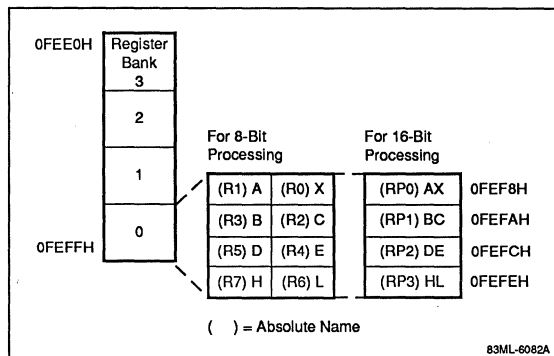 0FEE0H
Register
Bank
3
2
1
0
0FEFFH
For 8-Bit
Processing
(R1) A (R0) X
(R3) B (R2) C
(R5) D (R4) E
(R7) H (R6) L
For 16-Bit
Processing
(RP0) AX 0FEF8H
(RP1) BC 0FEFAH
(RP2) DE 0FEFCH
(RP3) HL 0FEFEH
( ) = Absolute Name
83ML-6082A